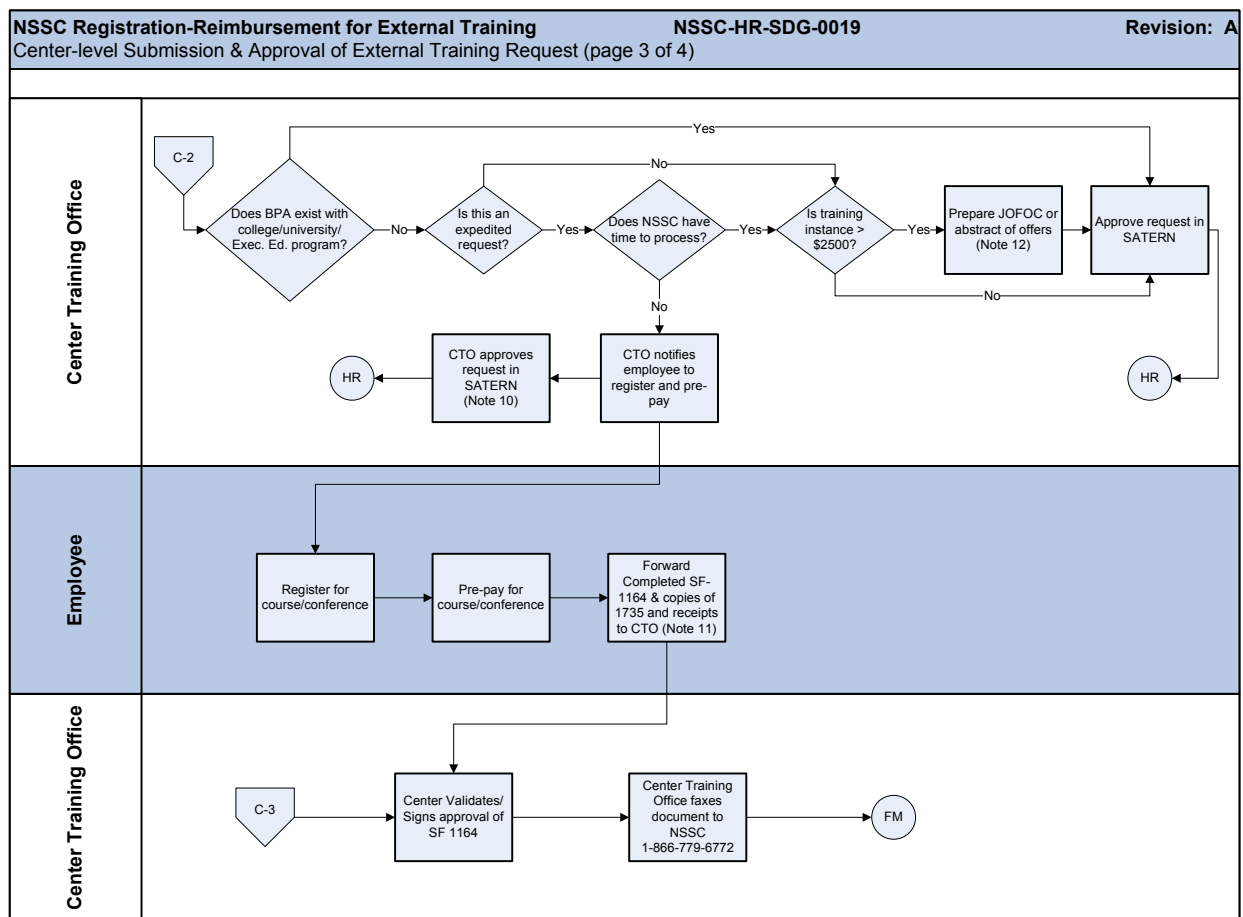 NSSC Registration-Reimbursement for External Training NSSC-HR-SDG-0019 Revision: A
Center-level Submission & Approval of External Training Request (page 3 of 4)
Center Training Office
C-2
Does BPA exist with
college/university/
Exec. Ed. program?
Yes
No
Is this an
expedited
request?
No
Yes
Does NSSC have
time to process?
Yes
No
Is training
instance >
$2500?
Yes
No
Prepare JOFOC or
abstract of offers
(Note 12)
Approve request in
SATERN
HR
CTO approves
request in
SATERN
(Note 10)
CTO notifies
employee to
register and pre-
pay
HR
Employee
Register for
course/conference
Pre-pay for
course/conference
Forward
Completed SF-
1164 & copies of
1735 and receipts
to CTO (Note 11)
Center Training Office
C-3
Center Validates/
Signs approval of
SF 1164
Center Training
Office faxes
document to
NSSC
1-866-779-6772
FM